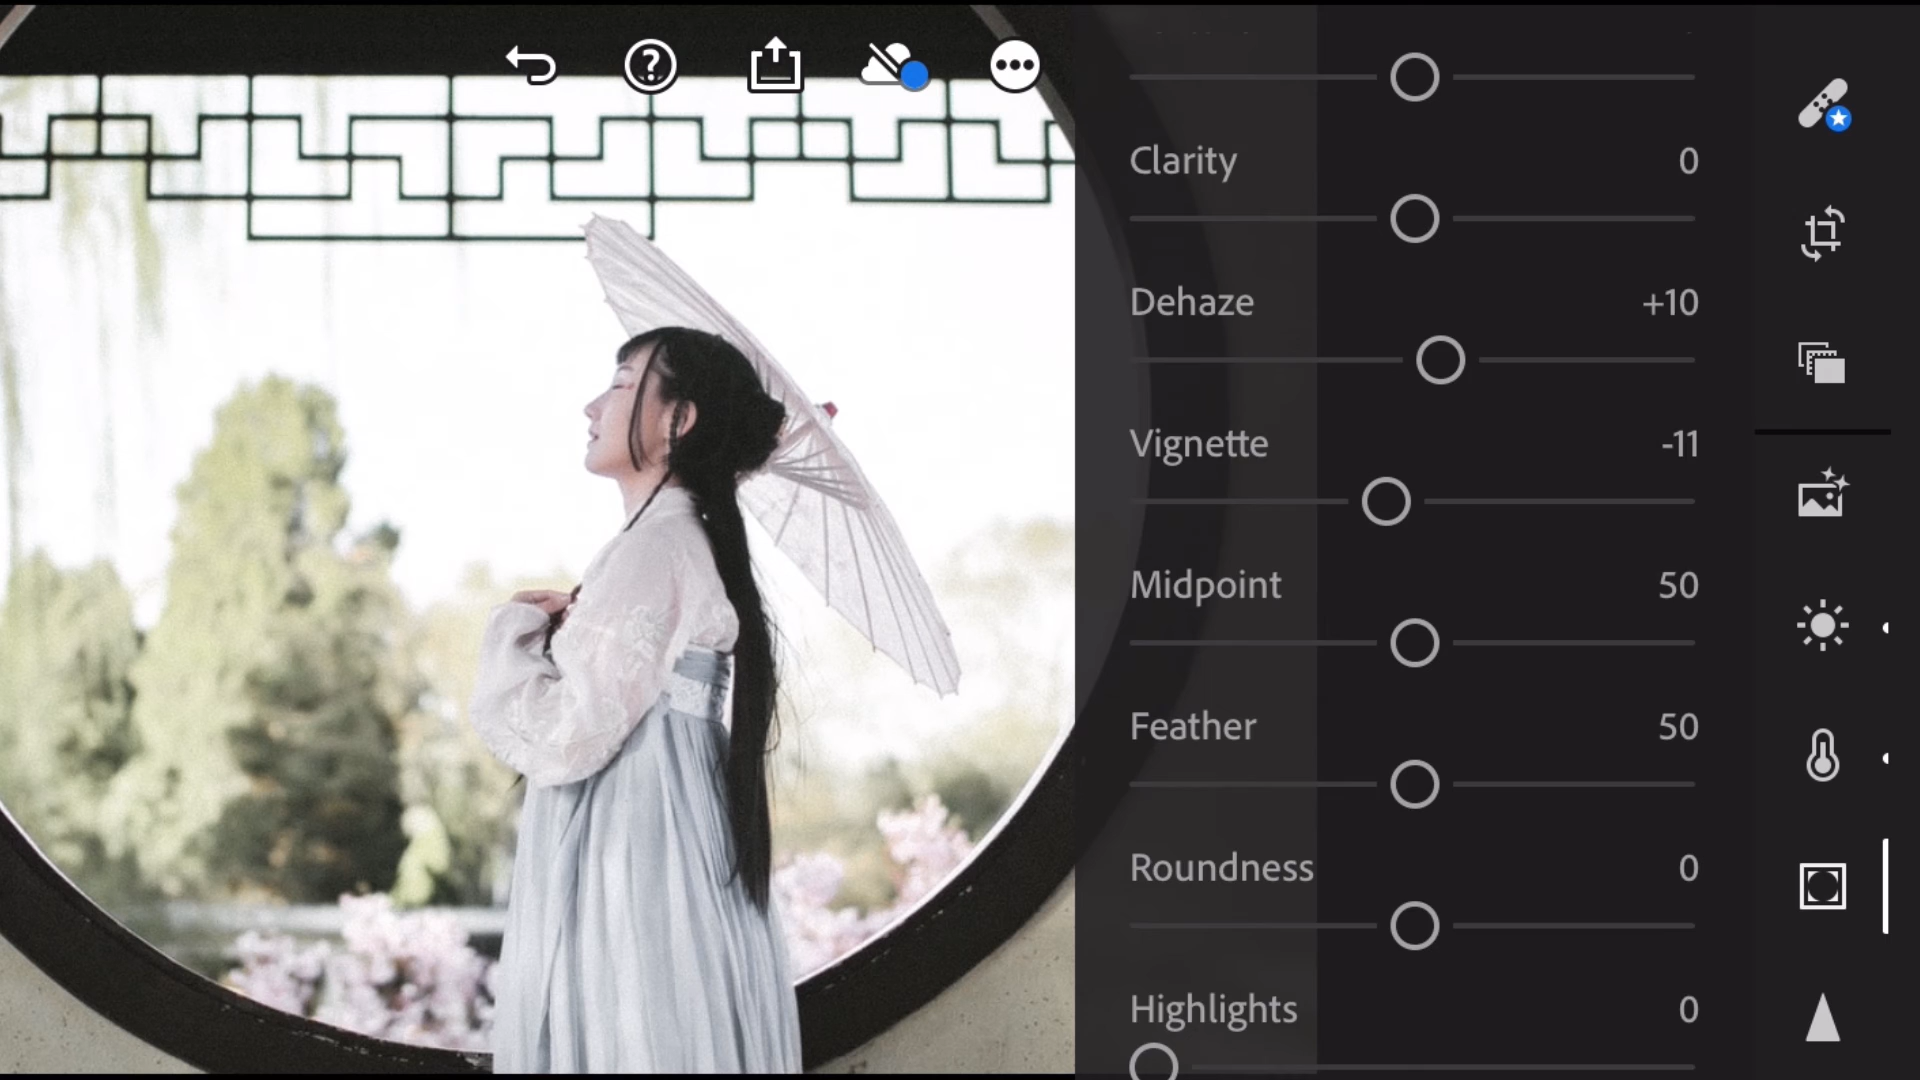 Clarity 0
Dehaze +10
Vignette -11
Midpoint 50
Feather 50
Roundness 0
Highlights 0